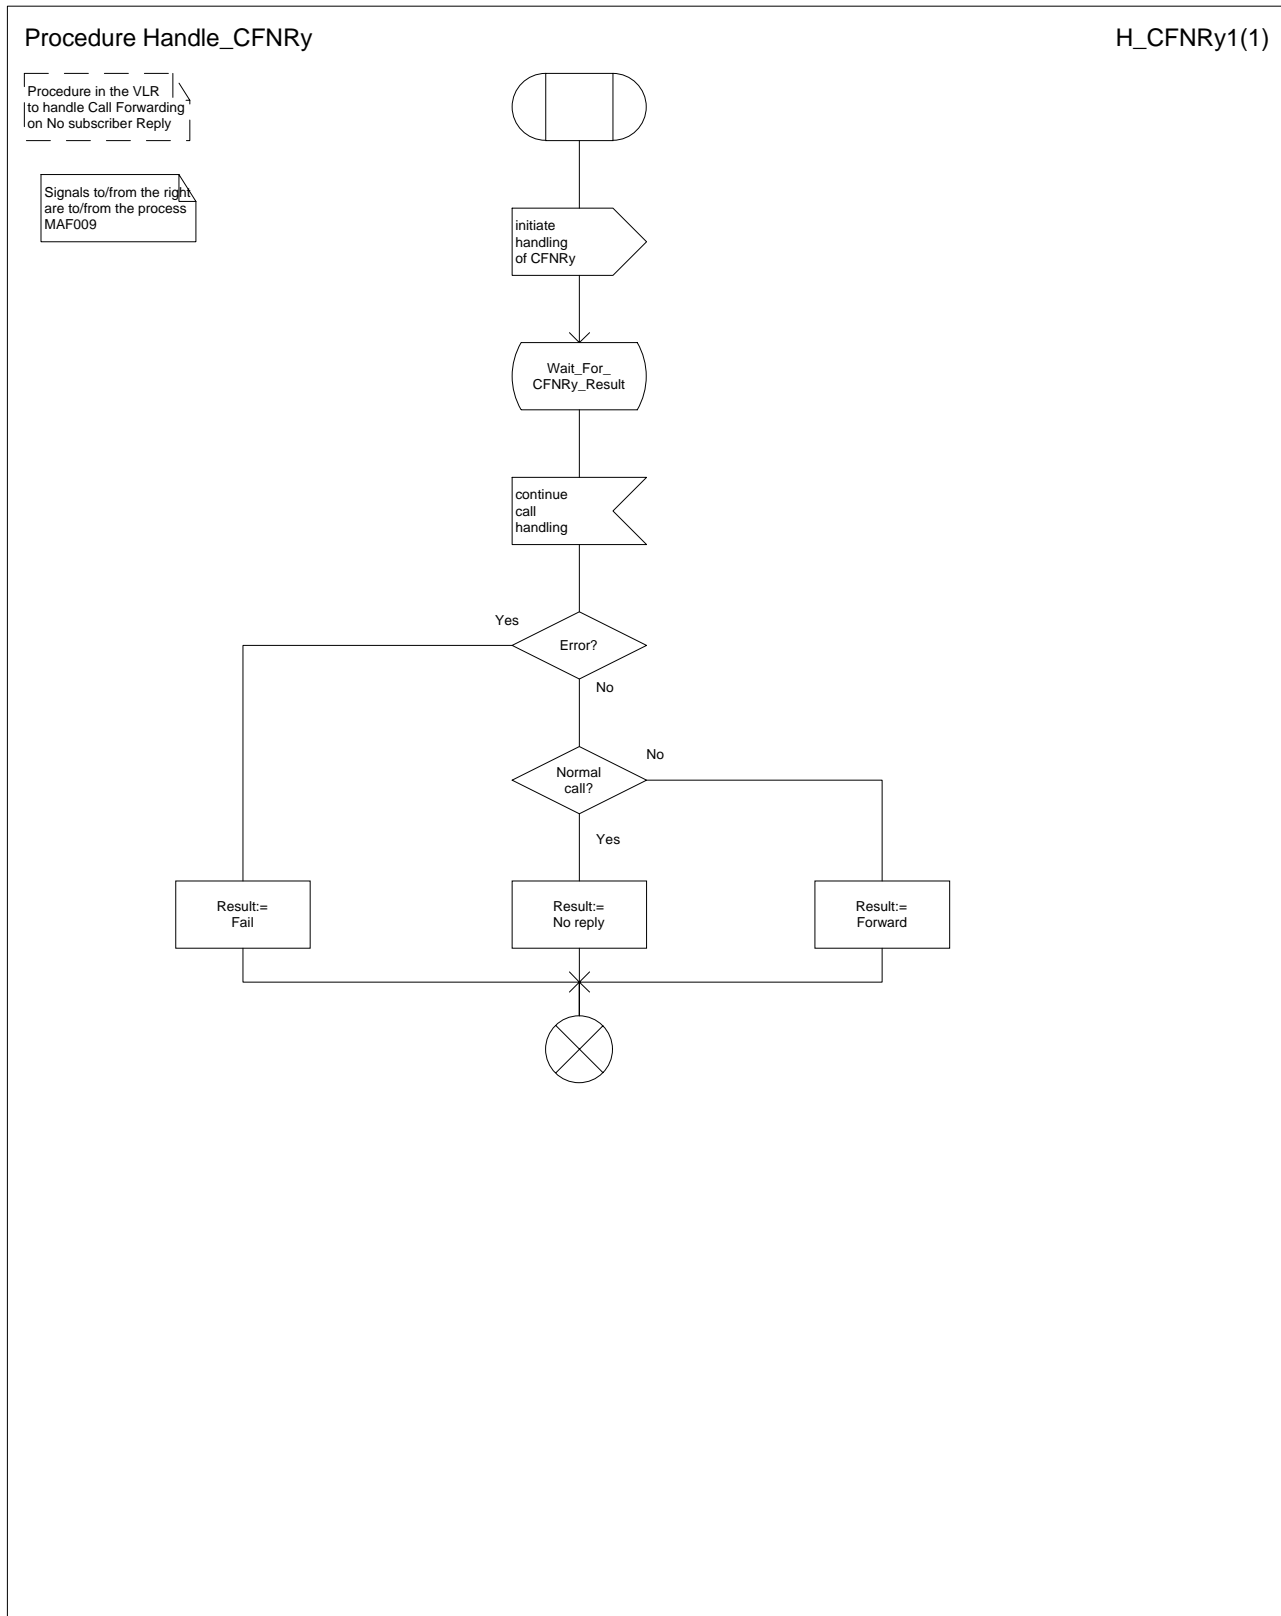 Procedure Handle_CFNRy
H_CFNRy1(1)
Procedure in the VLR
to handle Call Forwarding
on No subscriber Reply
Signals to/from the right
are to/from the process
MAF009
initiate
handling
of CFNRy
Wait_For_
CFNRy_Result
continue
call
handling
Yes
Error?
No
No
Normal
call?
Yes
Result:=
Fail
Result:=
No reply
Result:=
Forward